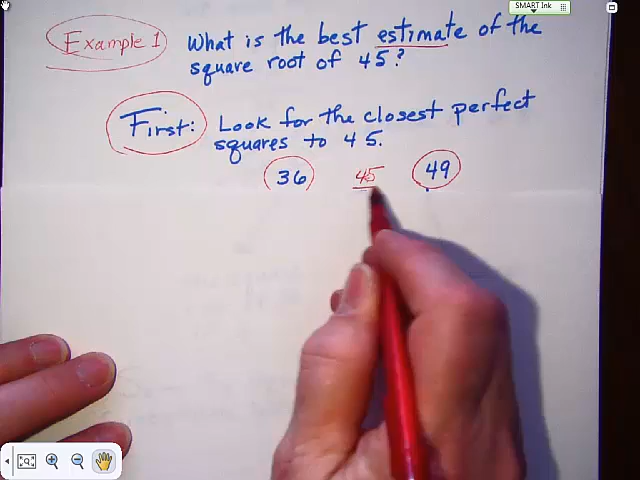 SMART Ink
Example 1 What is the best estimate of the
square root of 45?
First: Look for the closest perfect
squares to 45.
36 45 49